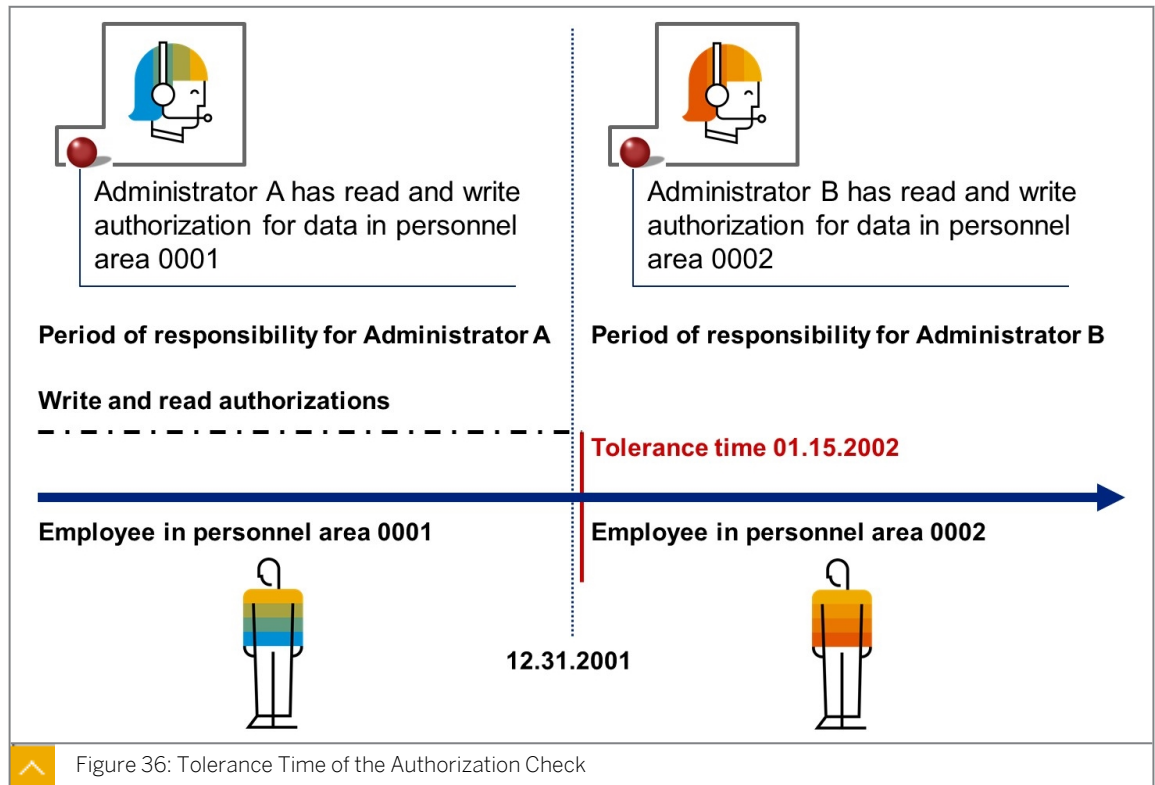 Administrator A has read and write
authorization for data in personnel
area 0001
Administrator B has read and write
authorization for data in personnel
area 0002
Period of responsibility for Administrator A
Period of responsibility for Administrator B
Write and read authorizations
Tolerance time 01.15.2002
Employee in personnel area 0001
Employee in personnel area 0002
12.31.2001
Figure 36: Tolerance Time of the Authorization Check